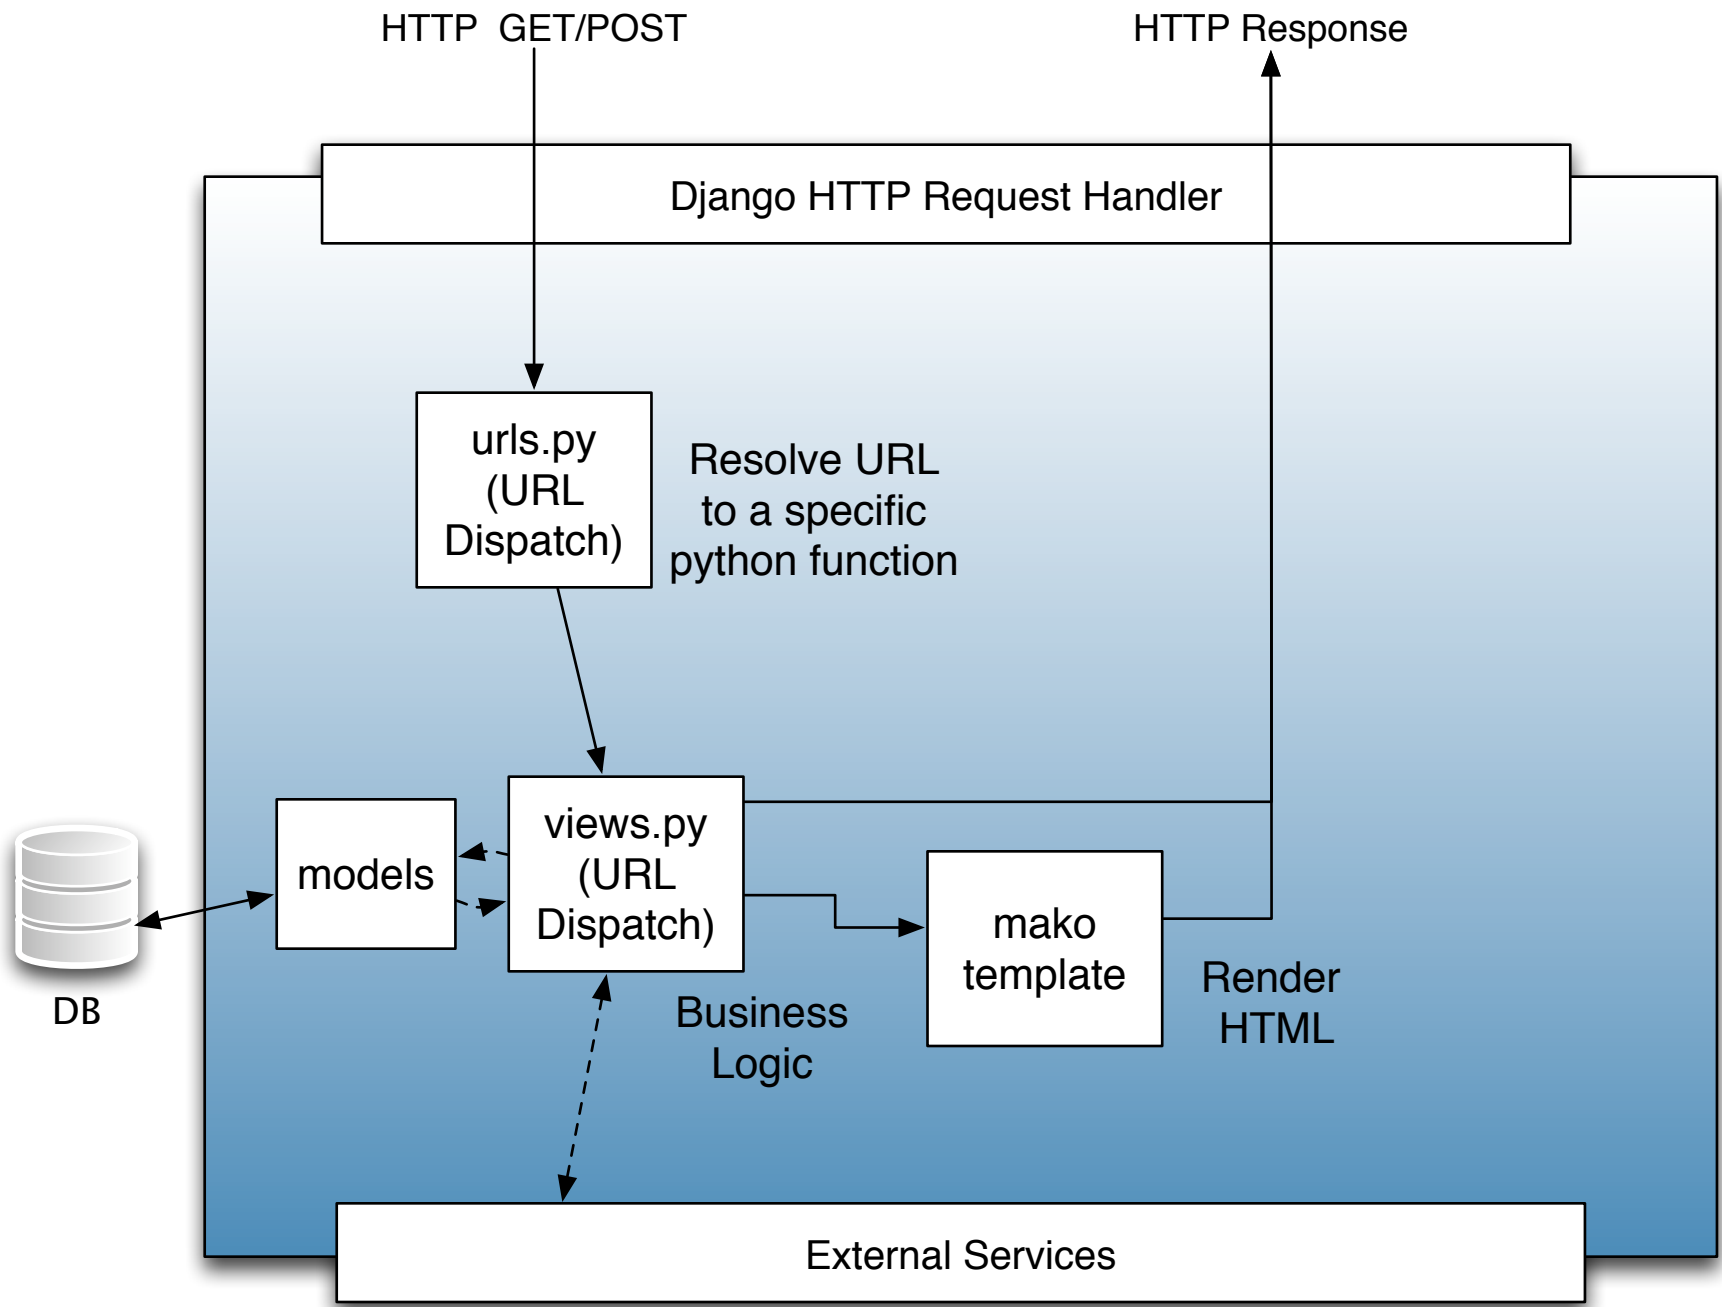 HTTP  GET/POST
HTTP Response
Django HTTP Request Handler
urls.py
(URL
Dispatch)
Resolve URL
to a specific
python function
models
views.py
(URL
Dispatch)
mako
template
Render
HTML
Business
Logic
DB
External Services